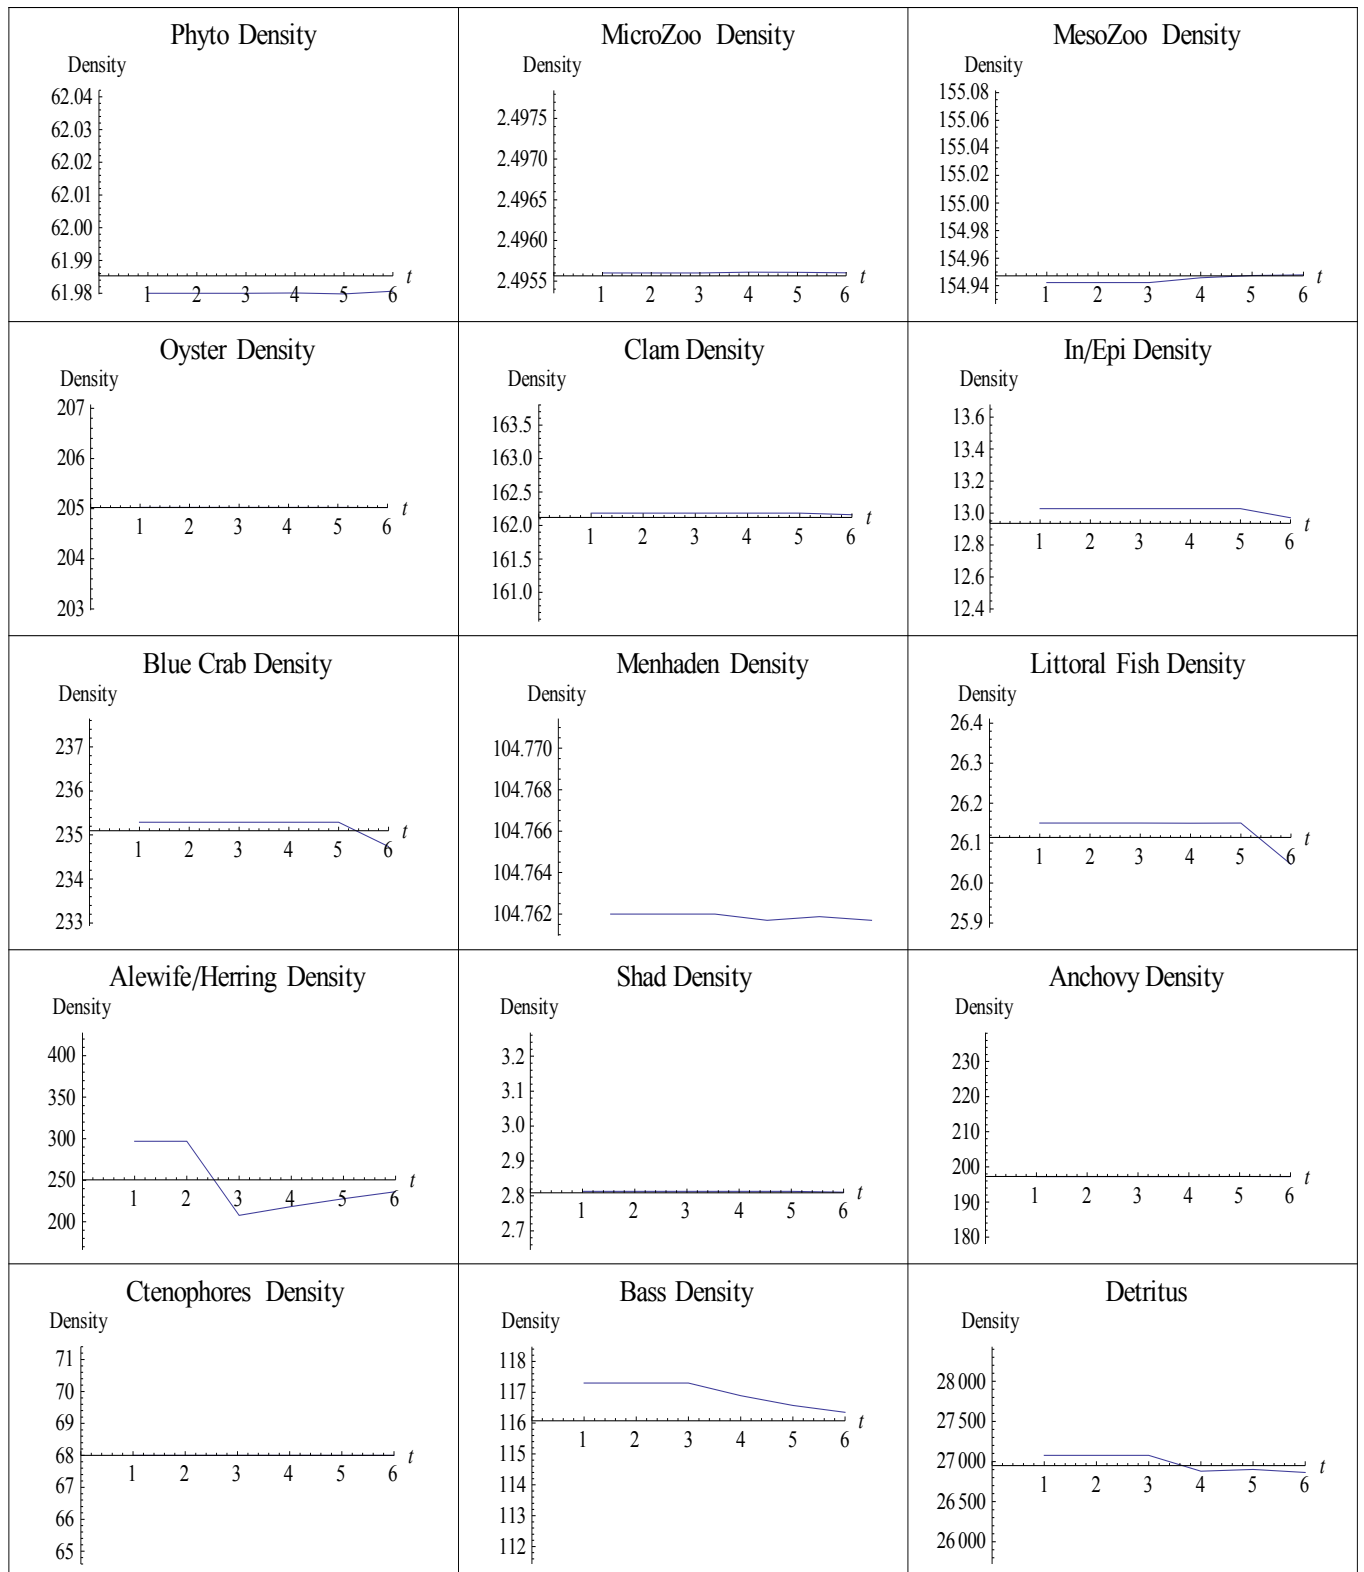 Phyto Density
Density
62.04
62.03
62.02
62.01
62.00
61.99
61.98
1 2 3 4 5 6
t
MicroZoo Density
Density
2.4975
2.4970
2.4965
2.4960
2.4955
1 2 3 4 5 6
t
MesoZoo Density
Density
155.08
155.06
155.04
155.02
155.00
154.98
154.96
154.94
1 2 3 4 5 6
t
Oyster Density
Density
207
206
205
204
203
1 2 3 4 5 6
t
Clam Density
Density
163.5
163.0
162.5
162.0
161.5
161.0
1 2 3 4 5 6
t
In/Epi Density
Density
13.6
13.4
13.2
13.0
12.8
12.6
12.4
1 2 3 4 5 6
t
Blue Crab Density
Density
237
236
235
234
233
1 2 3 4 5 6
t
Menhaden Density
Density
104.770
104.768
104.766
104.764
104.762
Littoral Fish Density
Density
26.4
26.3
26.2
26.1
26.0
25.9
1 2 3 4 5 6
t
Alewife/Herring Density
Density
400
350
300
250
200
1 2 3 4 5 6
t
Shad Density
Density
3.2
3.1
3.0
2.9
2.8
2.7
1 2 3 4 5 6
t
Anchovy Density
Density
230
220
210
200
190
180
1 2 3 4 5 6
t
Ctenophores Density
Density
71
70
69
68
67
66
65
1 2 3 4 5 6
t
Bass Density
Density
118
117
116
115
114
113
112
1 2 3 4 5 6
t
Detritus
Density
28 000
27 500
27 000
26 500
26 000
1 2 3 4 5 6
t